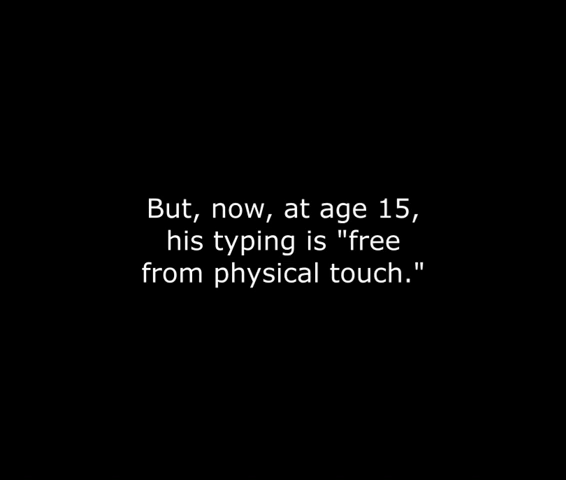 But, now, at age 15,
his typing is "free
from physical touch."